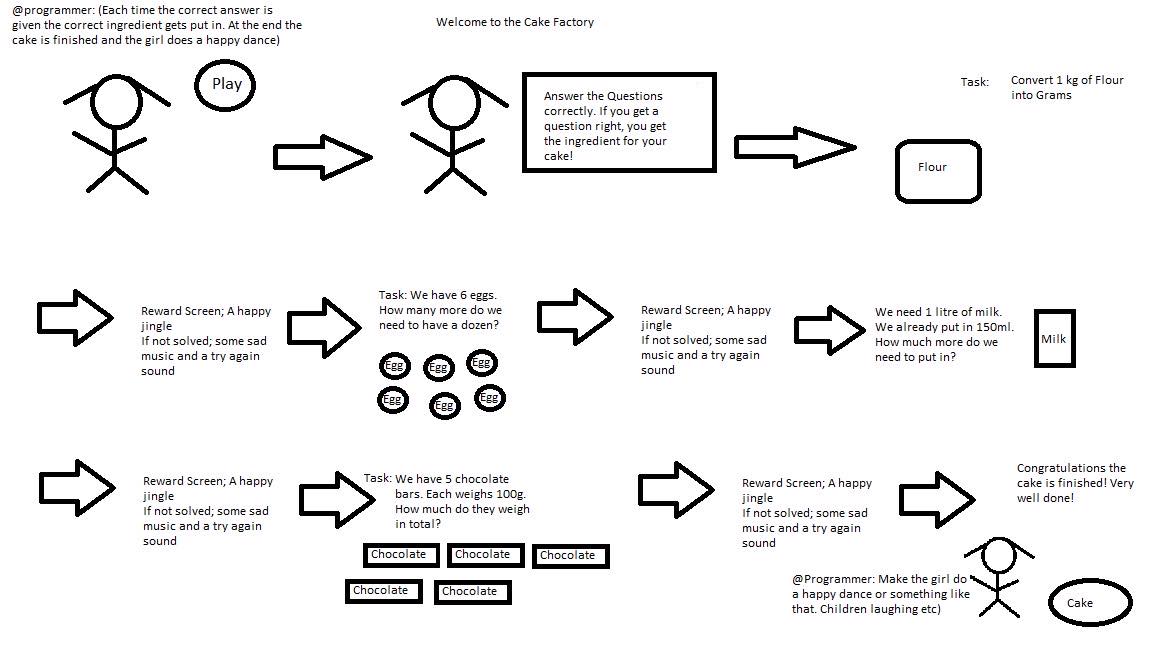 @programmer: (Each time the correct answer is
given the correct ingredient gets put in. At the end the
cake is finished and the girl does a happy dance)
Welcome to the Cake Factory
Play
Answer the Questions
correctly. If you get a
question right, you get
the ingredient for your
cake!
Task:
Convert 1 kg of Flour
into Grams
Flour
Reward Screen; A happy
jingle
If not solved; some sad
music and a try again
sound
Task: We have 6 eggs.
How many more do we
need to have a dozen?
Egg
Egg
Egg
Egg
Egg
Egg
Reward Screen; A happy
jingle
If not solved; some sad
music and a try again
sound
We need 1 litre of milk.
We already put in 150ml.
How much more do we
need to put in?
Milk
Reward Screen; A happy
jingle
If not solved; some sad
music and a try again
sound
Task: We have 5 chocolate
bars. Each weighs 100g.
How much do they weigh
in total?
Chocolate
Chocolate
Chocolate
Chocolate
Chocolate
Reward Screen; A happy
jingle
If not solved; some sad
music and a try again
sound
Congratulations the
cake is finished! Very
well done!
@Programmer: Make the girl do
a happy dance or something like
that. Children laughing etc)
Cake